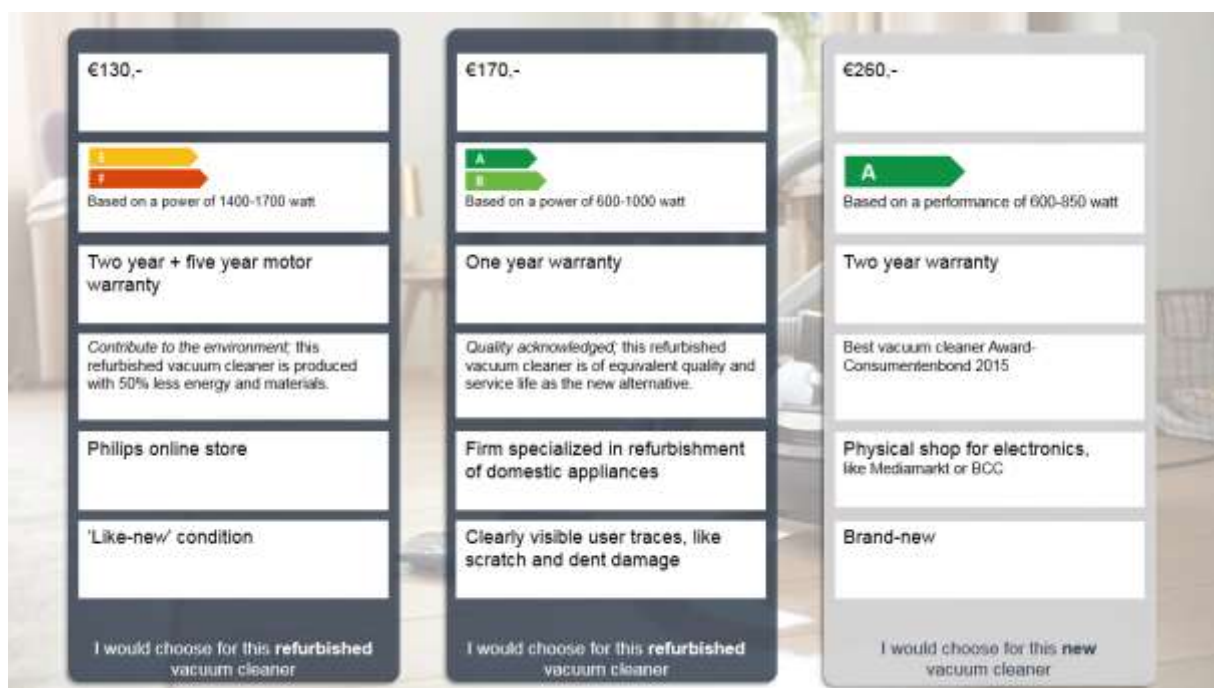 €130,-
E
F
Based on a power of 1400-1700 watt
Two year + five year motor
warranty
Contribute to the environment; this
refurbished vacuum cleaner is produced
with 50% less energy and materials.
Philips online store
'Like-new' condition
I would choose for this refurbished
vacuum cleaner
€170,-
A
B
Based on a power of 600-1000 watt
One year warranty
Quality acknowledged; this refurbished
vacuum cleaner is of equivalent quality and
service life as the new alternative.
Firm specialized in refurbishment
of domestic appliances
Clearly visible user traces, like
scratch and dent damage
I would choose for this refurbished
vacuum cleaner
€260,-
A
Based on a performance of 600-850 watt
Two year warranty
Best vacuum cleaner Award-
Consumentenbond 2015
Physical shop for electronics,
like Mediamarkt or BCC
Brand-new
I would choose for this new
vacuum cleaner